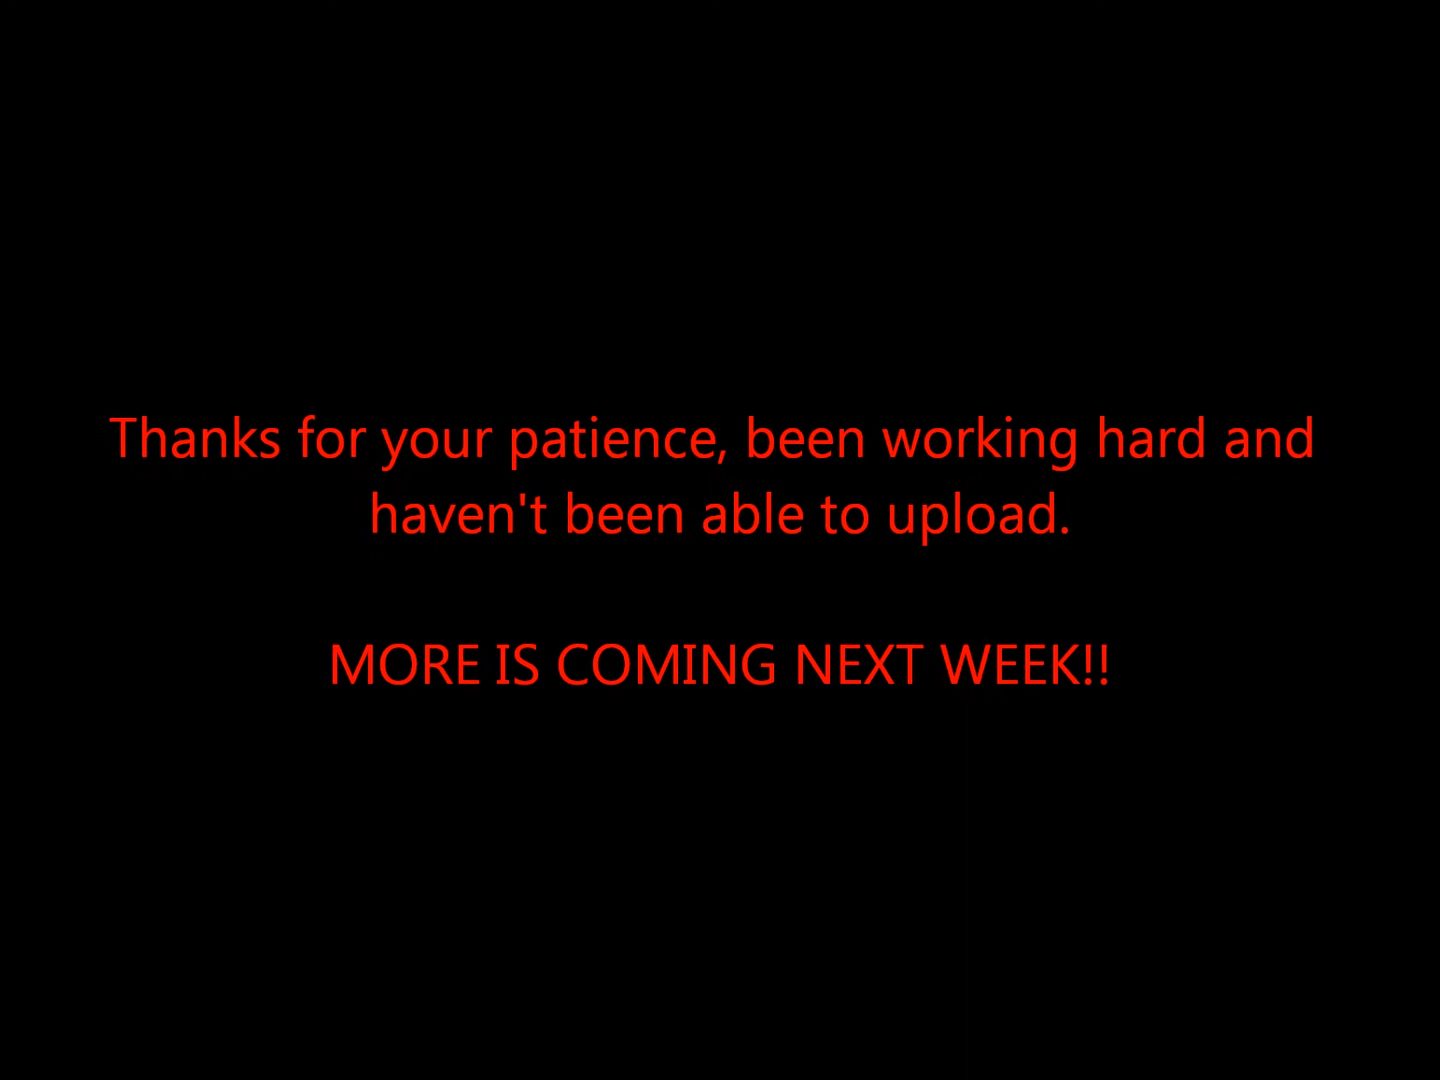 Thanks for your patience, been working hard and
haven't been able to upload.
MORE IS COMING NEXT WEEK!!